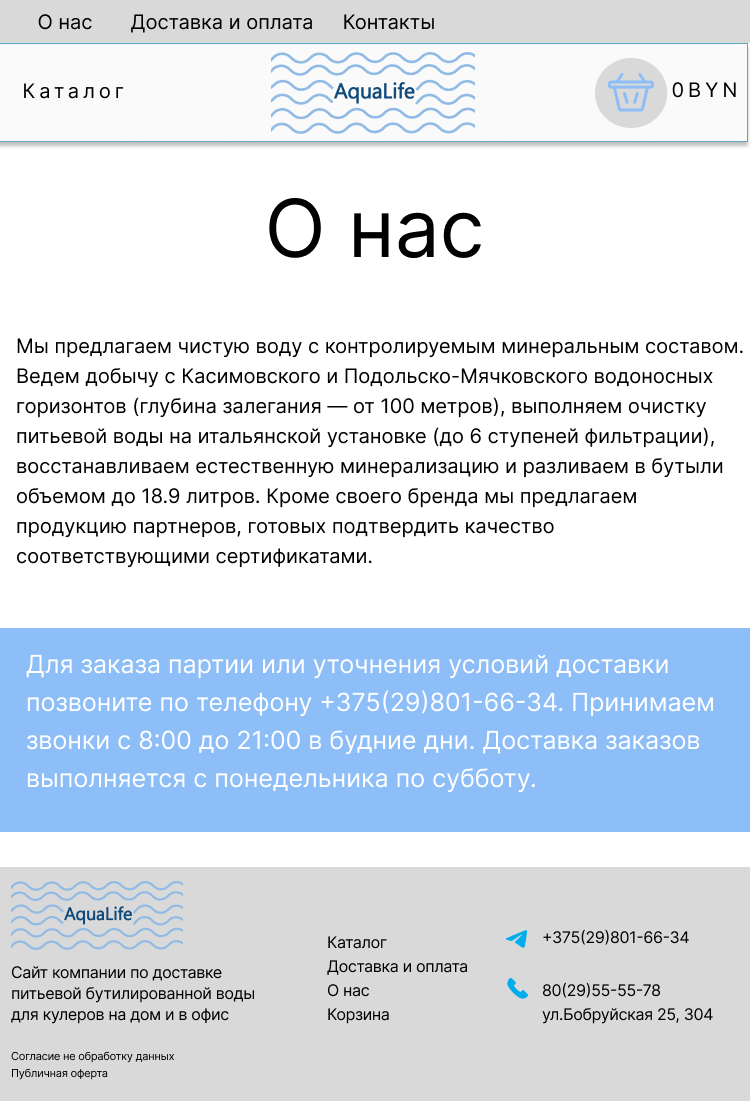 О нас Доставка и оплата Контакты
Каталог AquaLife 0BYN
О нас
Мы предлагаем чистую воду с контролируемым минеральным составом.
Ведем добычу с Касимовского и Подольско-Мячковского водоносных
горизонтов (глубина залегания — от 100 метров), выполняем очистку
питьевой воды на итальянской установке (до 6 ступеней фильтрации),
восстанавливаем естественную минерализацию и разливаем в бутыли
объемом до 18.9 литров. Кроме своего бренда мы предлагаем
продукцию партнеров, готовых подтвердить качество
соответствующими сертификатами.
Для заказа партии или уточнения условий доставки
позвоните по телефону +375(29)801-66-34. Принимаем
звонки с 8:00 до 21:00 в будние дни. Доставка заказов
выполняется с понедельника по субботу.
AquaLife
Сайт компании по доставке
питьевой бутилированной воды
для кулеров на дом и в офис
Согласие не обработку данных
Публичная оферта
Каталог
Доставка и оплата
О нас
Корзина
+375(29)801-66-34
80(29)55-55-78
ул.Бобруйская 25, 304